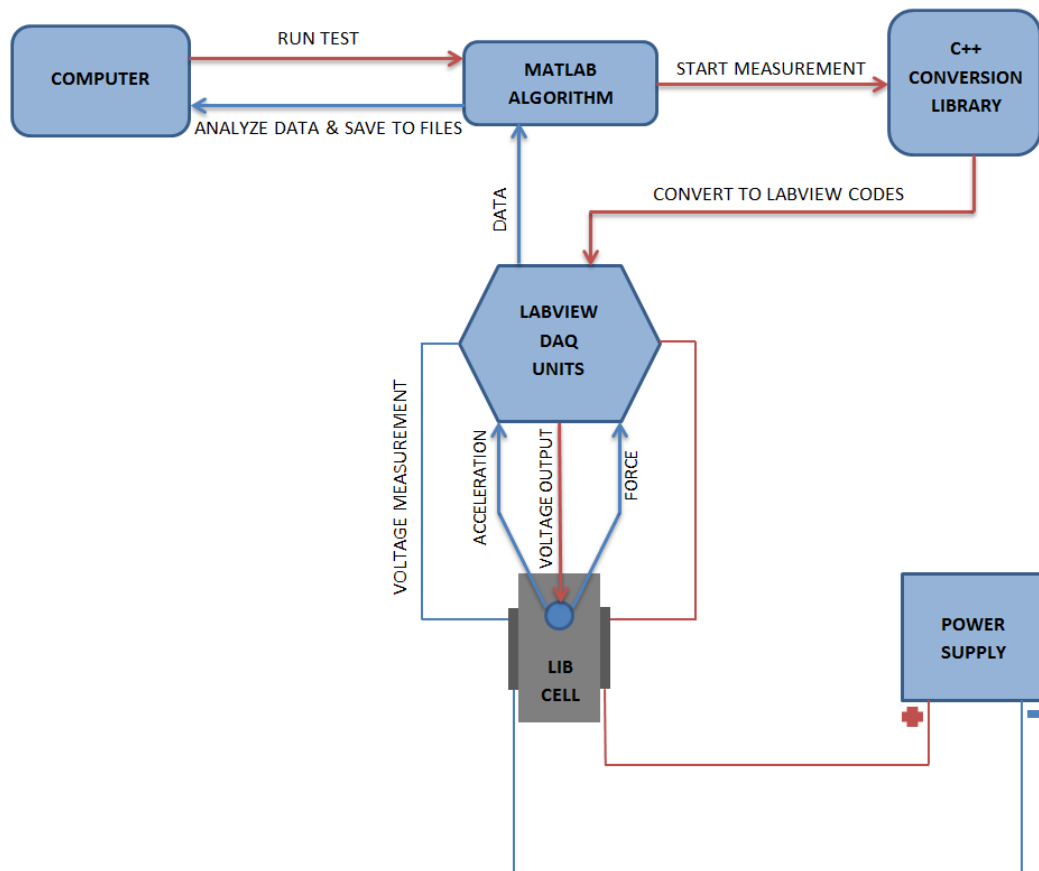 RUN TEST
COMPUTER
MATLAB
ALGORITHM
START MEASUREMENT
C++
CONVERSION
LIBRARY
ANALYZE DATA & SAVE TO FILES
DATA
CONVERT TO LABVIEW CODES
LABVIEW
DAQ
UNITS
VOLTAGE MEASUREMENT
ACCELERATION
VOLTAGE OUTPUT
FORCE
LIB
CELL
POWER
SUPPLY